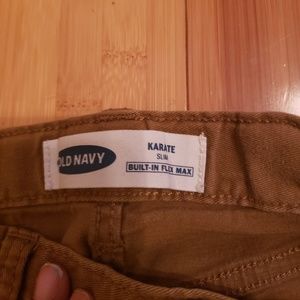 OLD NAVY
KARATE
SLIM
BUILT-IN FLEX MAX